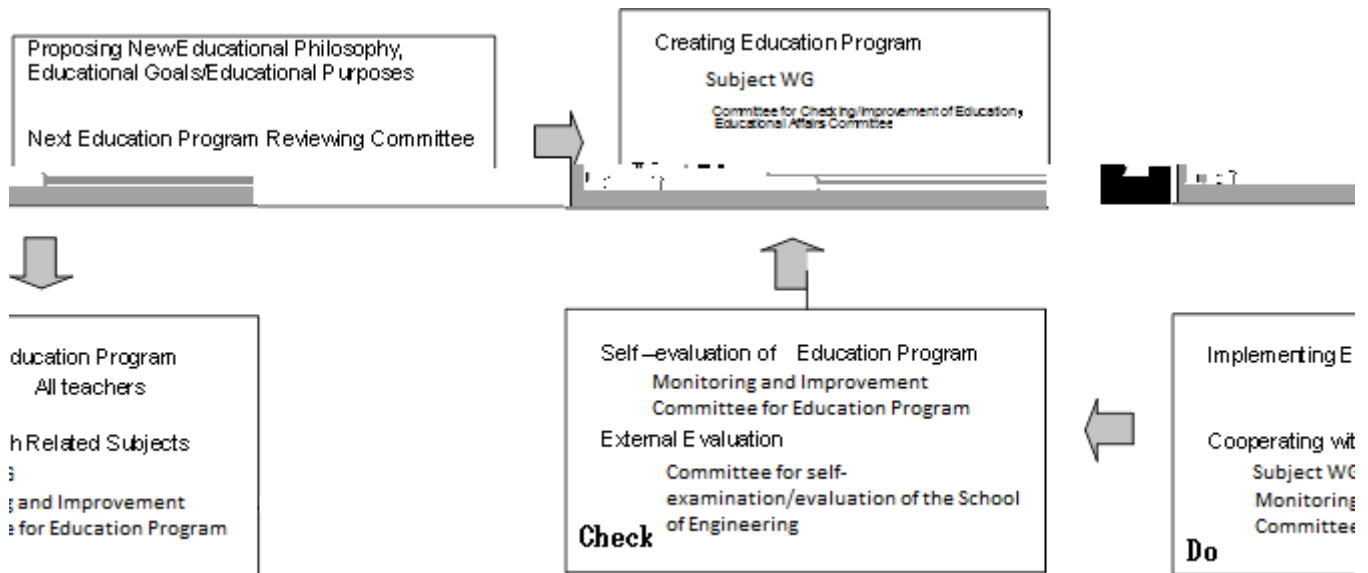 Proposing New Educational Philosophy,
Educational Goals/Educational Purposes
Next Education Program Reviewing Committee
Creating Education Program
Subject WG
Committee for Checking/Improvement of Education,
Educational Affairs Committee
ducation Program
All teachers
h Related Subjects
g and Improvement
e for Education Program
Self-evaluation of Education Program
Monitoring and Improvement
Committee for Education Program
External Evaluation
Committee for self-
examination/evaluation of the School
of Engineering
Check
Implementing E
Cooperating wit
Subject WG
Monitoring
Committee
Do